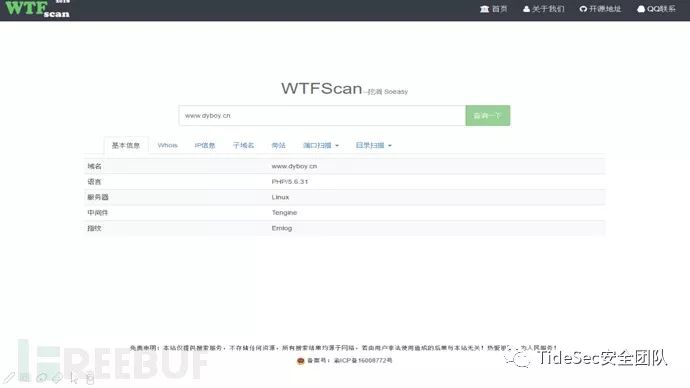 WTF 2018
scan
首页 关于我们 开源地址 QQ联系
WTFScan--挖洞 Soeasy
www.dyboy.cn 查询一下
基本信息 Whois IP信息 子域名 旁站 端口扫描 目录扫描
域名 www.dyboy.cn
语言 PHP/5.6.31
服务器 Linux
中间件 Tengine
指纹 Emlog
免责申明:本站仅提供搜索服务,不存储任何资源,所有搜索结果均源于网络,若由用户非法使用造成的后果与本站无关!热爱 为人民服务!
备案号:渝ICP备16008772号
REEBUF
TideSec安全团队